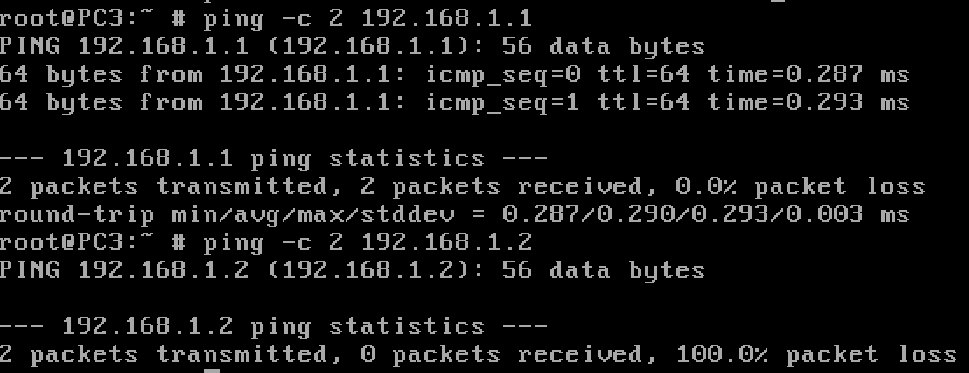 root@PC3:~ # ping -c 2 192.168.1.1
PING 192.168.1.1 (192.168.1.1): 56 data bytes
64 bytes from 192.168.1.1: icmp_seq=0 ttl=64 time=0.287 ms
64 bytes from 192.168.1.1: icmp_seq=1 ttl=64 time=0.293 ms
--- 192.168.1.1 ping statistics ---
2 packets transmitted, 2 packets received, 0.0% packet loss
round-trip min/avg/max/stddev = 0.287/0.290/0.293/0.003 ms
root@PC3:~ # ping -c 2 192.168.1.2
PING 192.168.1.2 (192.168.1.2): 56 data bytes
--- 192.168.1.2 ping statistics ---
2 packets transmitted, 0 packets received, 100.0% packet loss